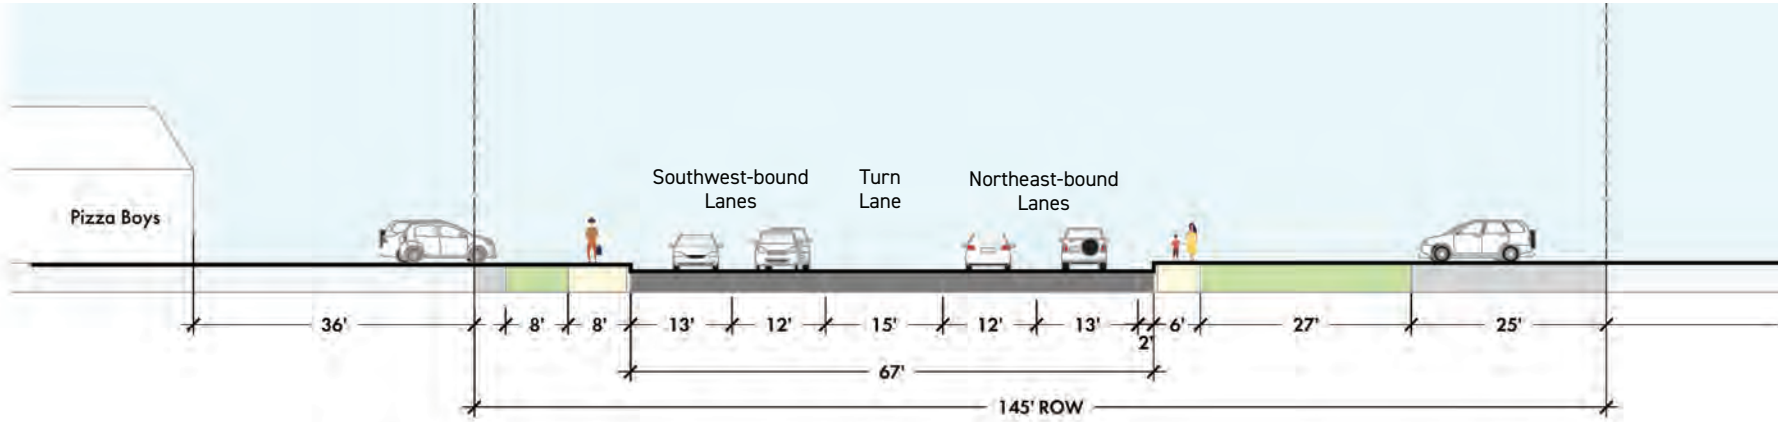 Southwest-bound
Lanes
Turn
Lane
Northeast-bound
Lanes
Pizza Boys
36'
8'
8'
13'
12'
15'
12'
13'
2'
6'
27'
25'
67'
145' ROW